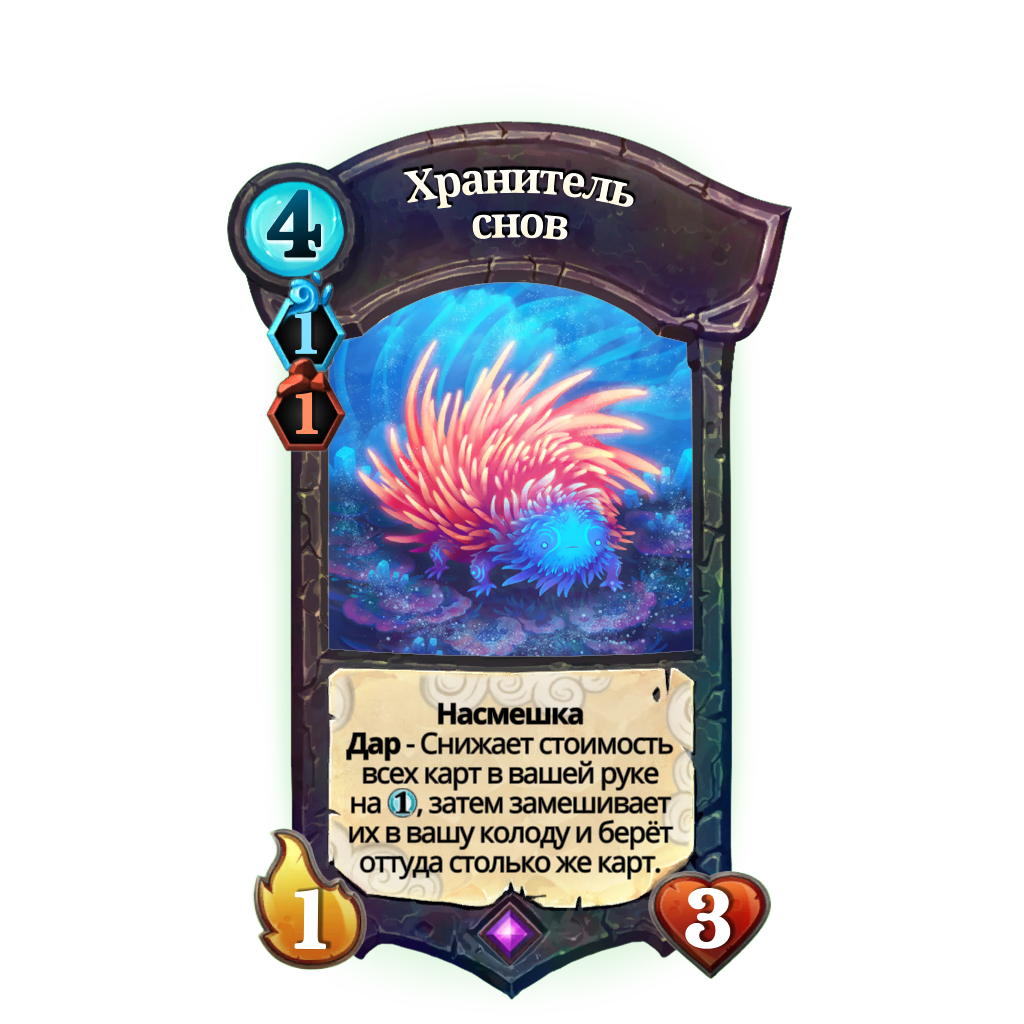 Хранитель
снов
4
1
1
Насмешка
Дар - Снижает стоимость
всех карт в вашей руке
на 1, затем замешивает
их в вашу колоду и берёт
оттуда столько же карт.
1
3